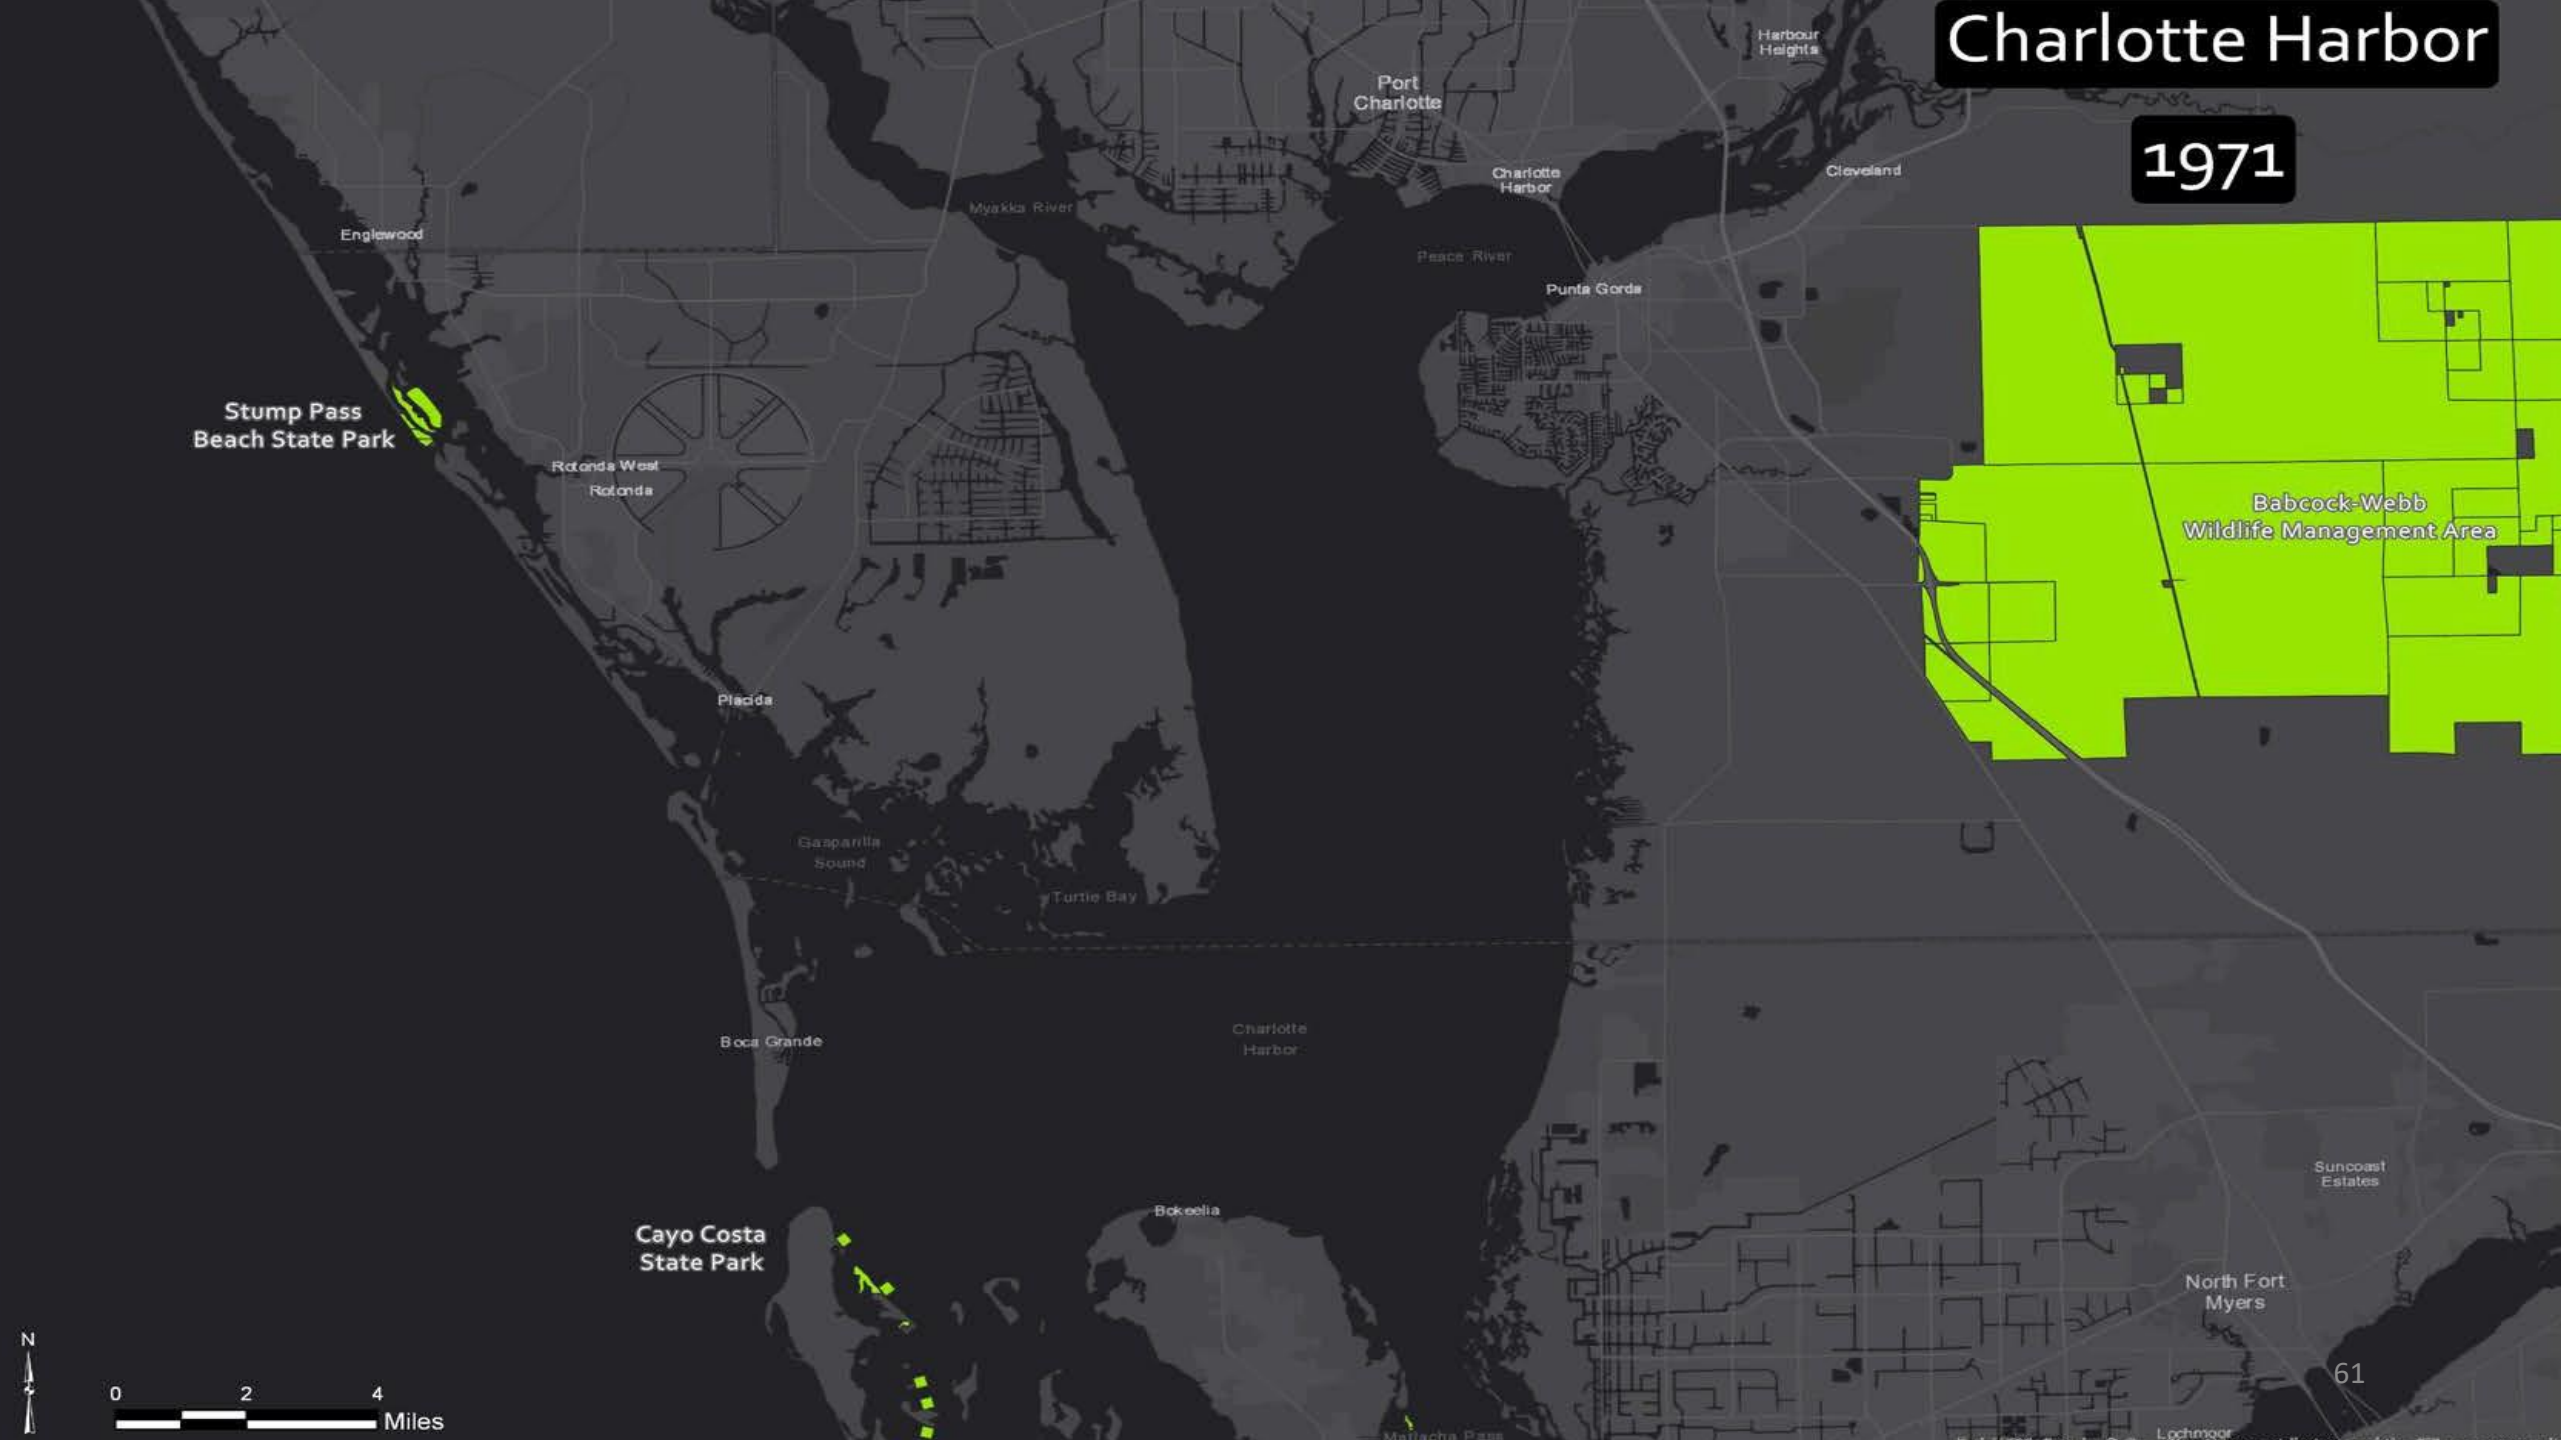 Charlotte Harbor
1971
Harbour
Heights
Port
Charlotte
Charlotte
Harbor
Cleveland
Myakka River
Englewood
Peace River
Punta Gorda
Stump Pass
Beach State Park
Rotonda West
Rotonda
Babcock-Webb
Wildlife Management Area
Placida
Gasparilla
Sound
Turtle Bay
Boca Grande
Charlotte
Harbor
Suncoast
Estates
Bokeelia
Cayo Costa
State Park
North Fort
Myers
N
0 2 4
Miles
61
Matlacha Pass
Lochmoor